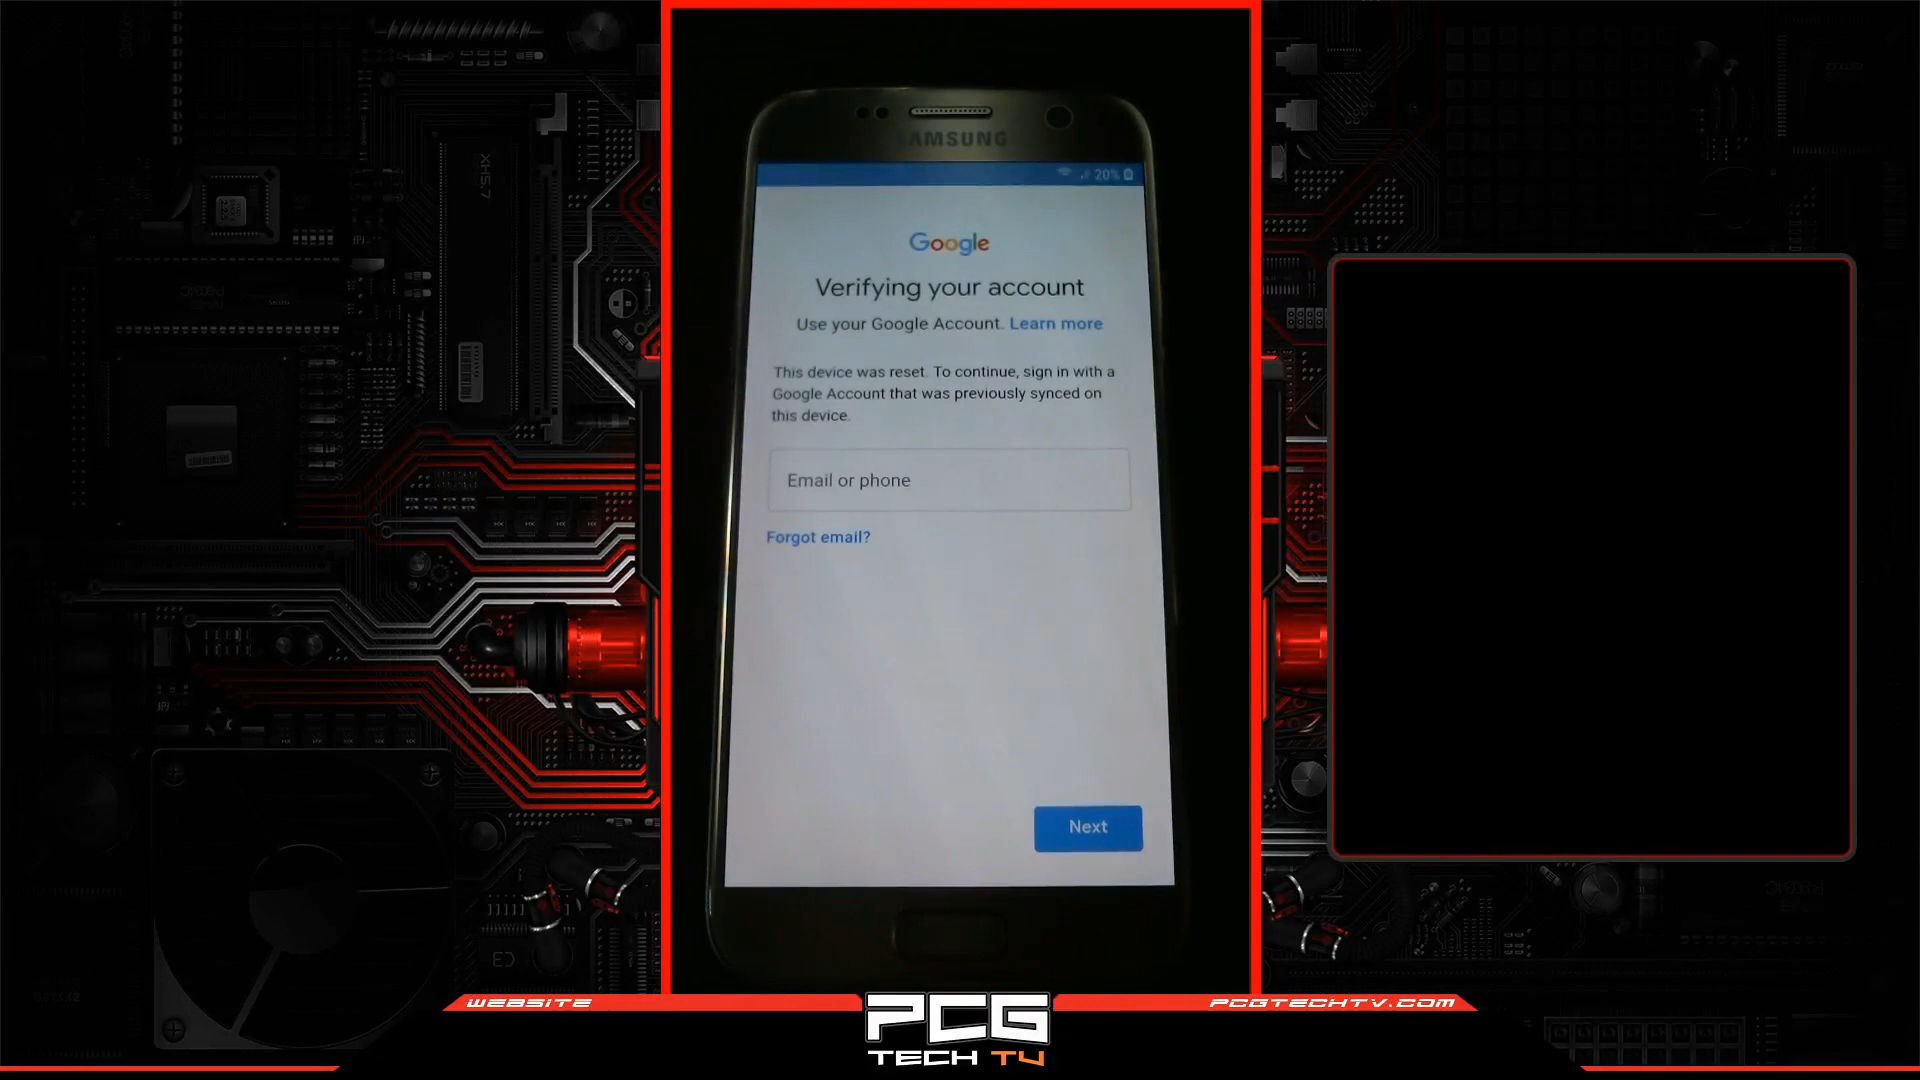 SAMSUNG
20%
Google
Verifying your account
Use your Google Account. Learn more
This device was reset. To continue, sign in with a
Google Account that was previously synced on
this device.
Email or phone
Forgot email?
Next
WEBSITE
PCGTECHTV.COM
PCG
TECH TV